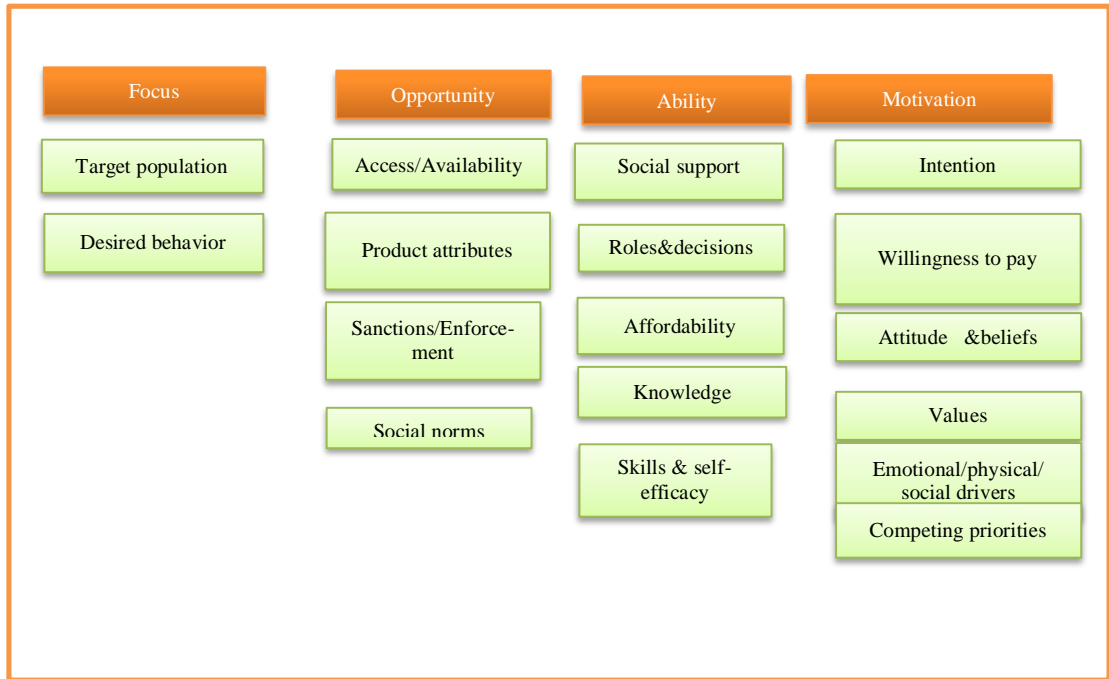 Focus
Target population
Desired behavior
Opportunity
Access/Availability
Product attributes
Sanctions/Enforce-
ment
Social norms
Ability
Social support
Roles&decisions
Affordability
Knowledge
Skills & self-
efficacy
Motivation
Intention
Willingness to pay
Attitude &beliefs
Values
Emotional/physical/
social drivers
Competing priorities